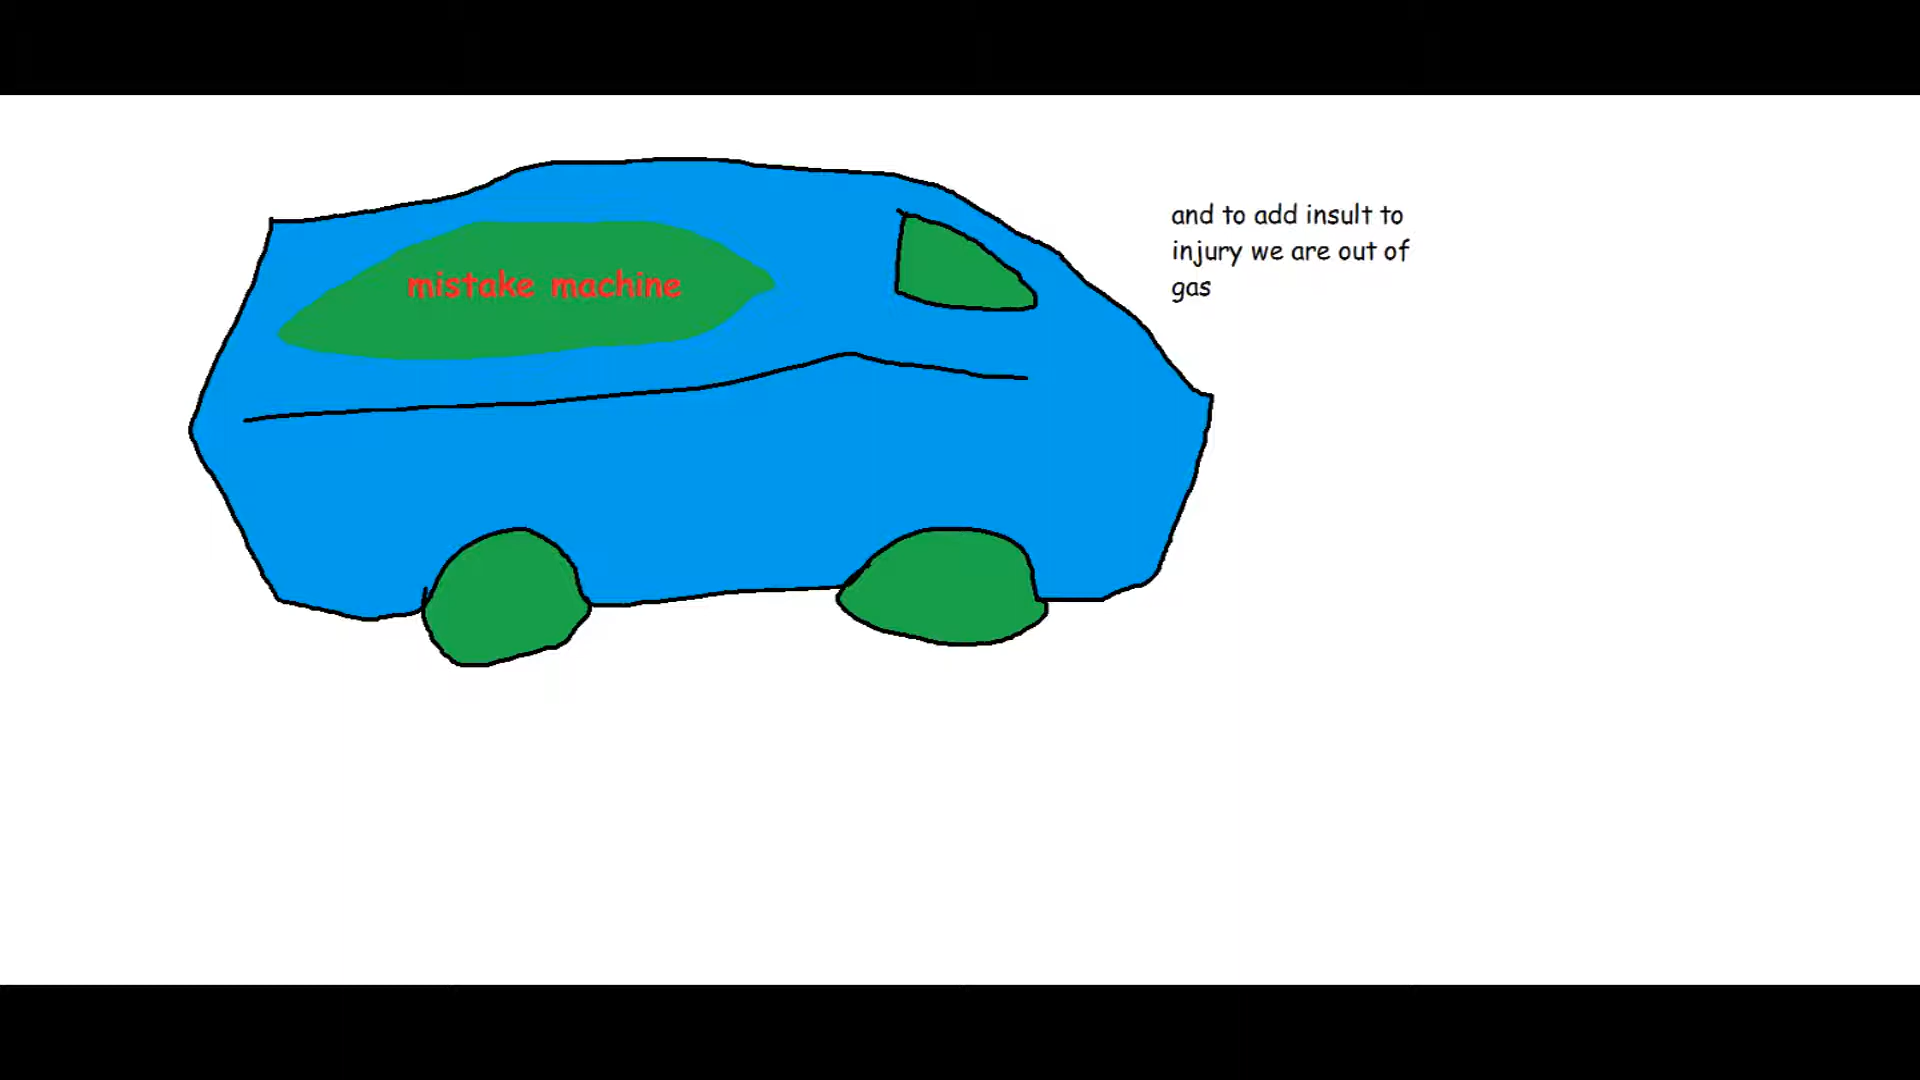 mistake machine
and to add insult to
injury we are out of
gas